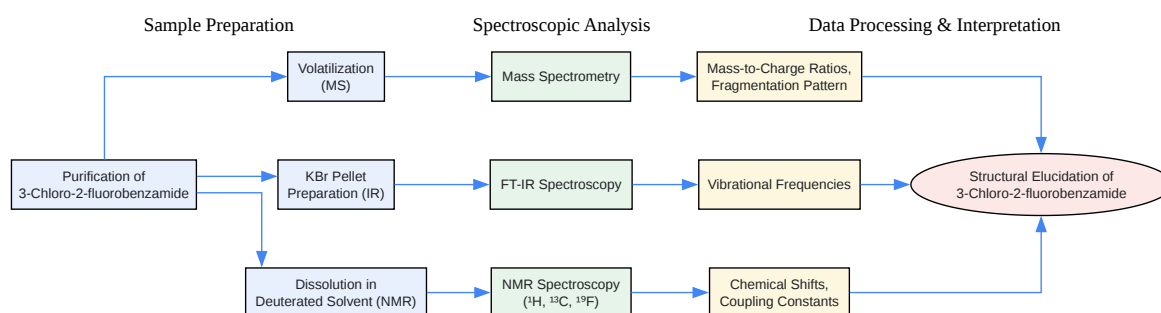 Sample Preparation
Spectroscopic Analysis
Data Processing & Interpretation
Volatilization
(MS)
Mass Spectrometry
Mass-to-Charge Ratios,
Fragmentation Pattern
Purification of
3-Chloro-2-fluorobenzamide
KBr Pellet
Preparation (IR)
FT-IR Spectroscopy
Vibrational Frequencies
Structural Elucidation of
3-Chloro-2-fluorobenzamide
Dissolution in
Deuterated Solvent (NMR)
NMR Spectroscopy
(¹H, ¹³C, ¹⁹F)
Chemical Shifts,
Coupling Constants